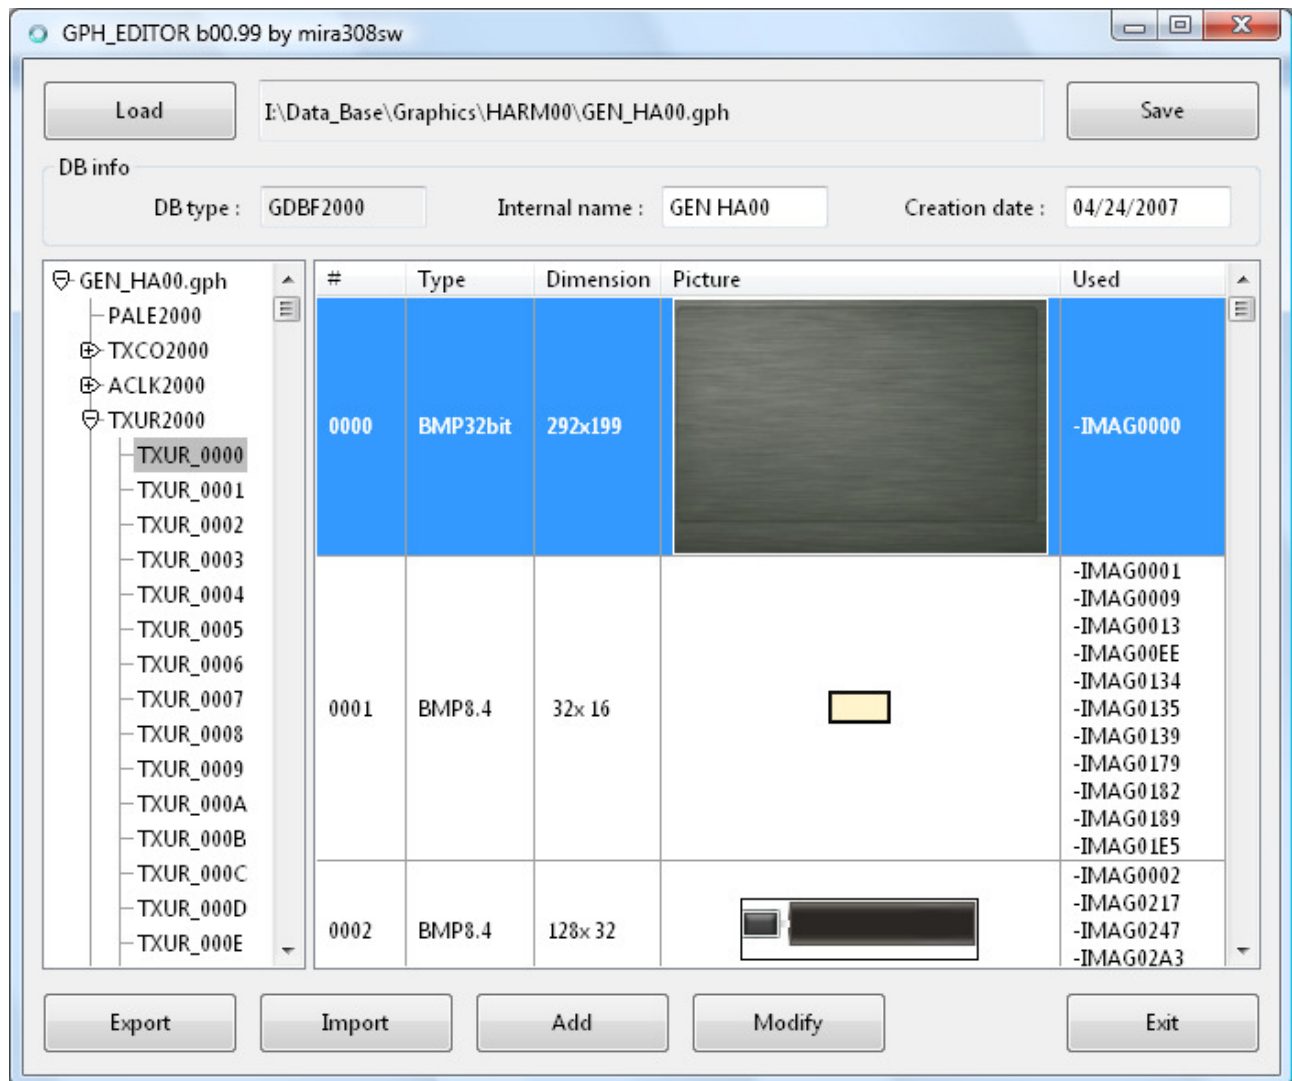 GPH_EDITOR b00.99 by mira308sw
Load I:\Data_Base\Graphics\HARM00\GEN_HA00.gph Save
DB info
DB type : GDBF2000 Internal name : GEN HA00 Creation date : 04/24/2007
GEN_HA00.gph
PALE2000
TXCO2000
ACLK2000
TXUR2000
TXUR_0000
TXUR_0001
TXUR_0002
TXUR_0003
TXUR_0004
TXUR_0005
TXUR_0006
TXUR_0007
TXUR_0008
TXUR_0009
TXUR_000A
TXUR_000B
TXUR_000C
TXUR_000D
TXUR_000E
# Type Dimension Picture Used
0000 BMP32bit 292x199 -IMAG0000
0001 BMP8.4 32x 16
-IMAG0001
-IMAG0009
-IMAG0013
-IMAG00EE
-IMAG0134
-IMAG0135
-IMAG0139
-IMAG0179
-IMAG0182
-IMAG0189
-IMAG01E5
0002 BMP8.4 128x 32
-IMAG0002
-IMAG0217
-IMAG0247
-IMAG02A3
Export Import Add Modify Exit